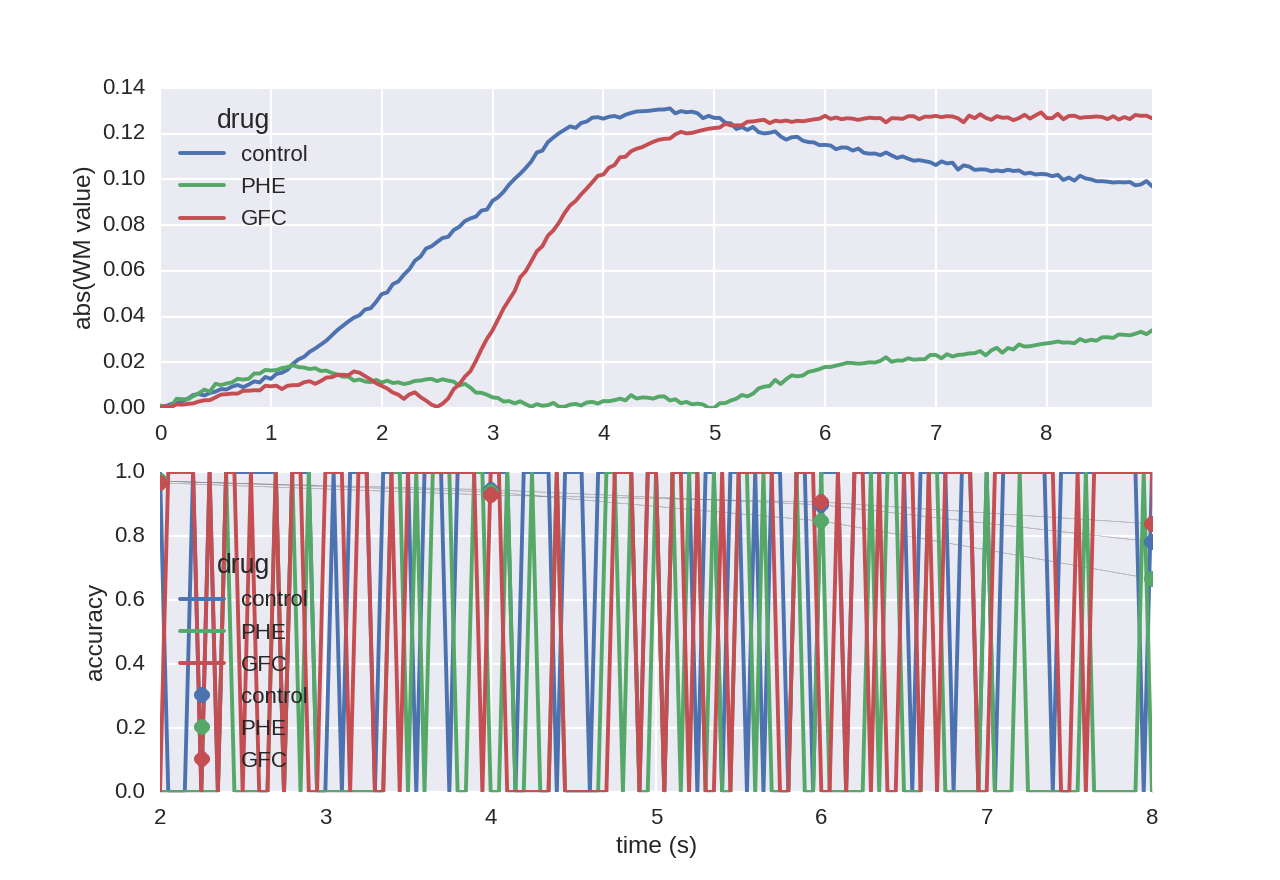 0.14
0.12
0.10
0.08
0.06
0.04
0.02
0.00
abs(WM value)
drug
control
PHE
GFC
0 1 2 3 4 5 6 7 8
1.0
0.8
0.6
0.4
0.2
0.0
accuracy
drug
control
PHE
GFC
control
PHE
GFC
2 3 4 5 6 7 8
time (s)